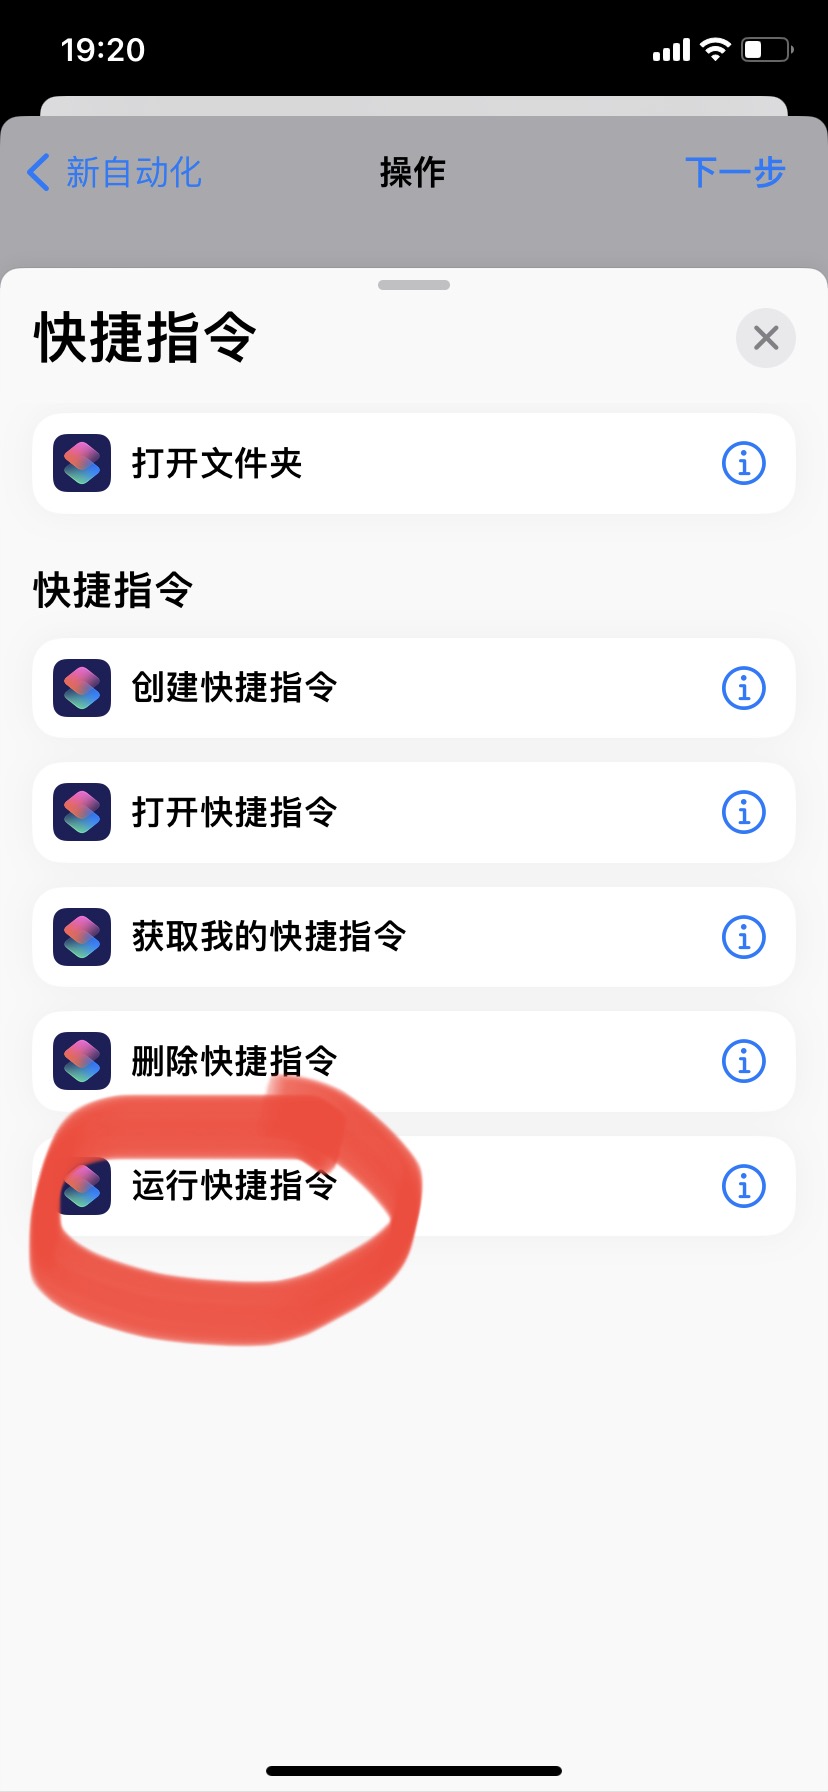 19:20
新自动化 操作 下一步
快捷指令
打开文件夹
快捷指令
创建快捷指令
打开快捷指令
获取我的快捷指令
删除快捷指令
运行快捷指令